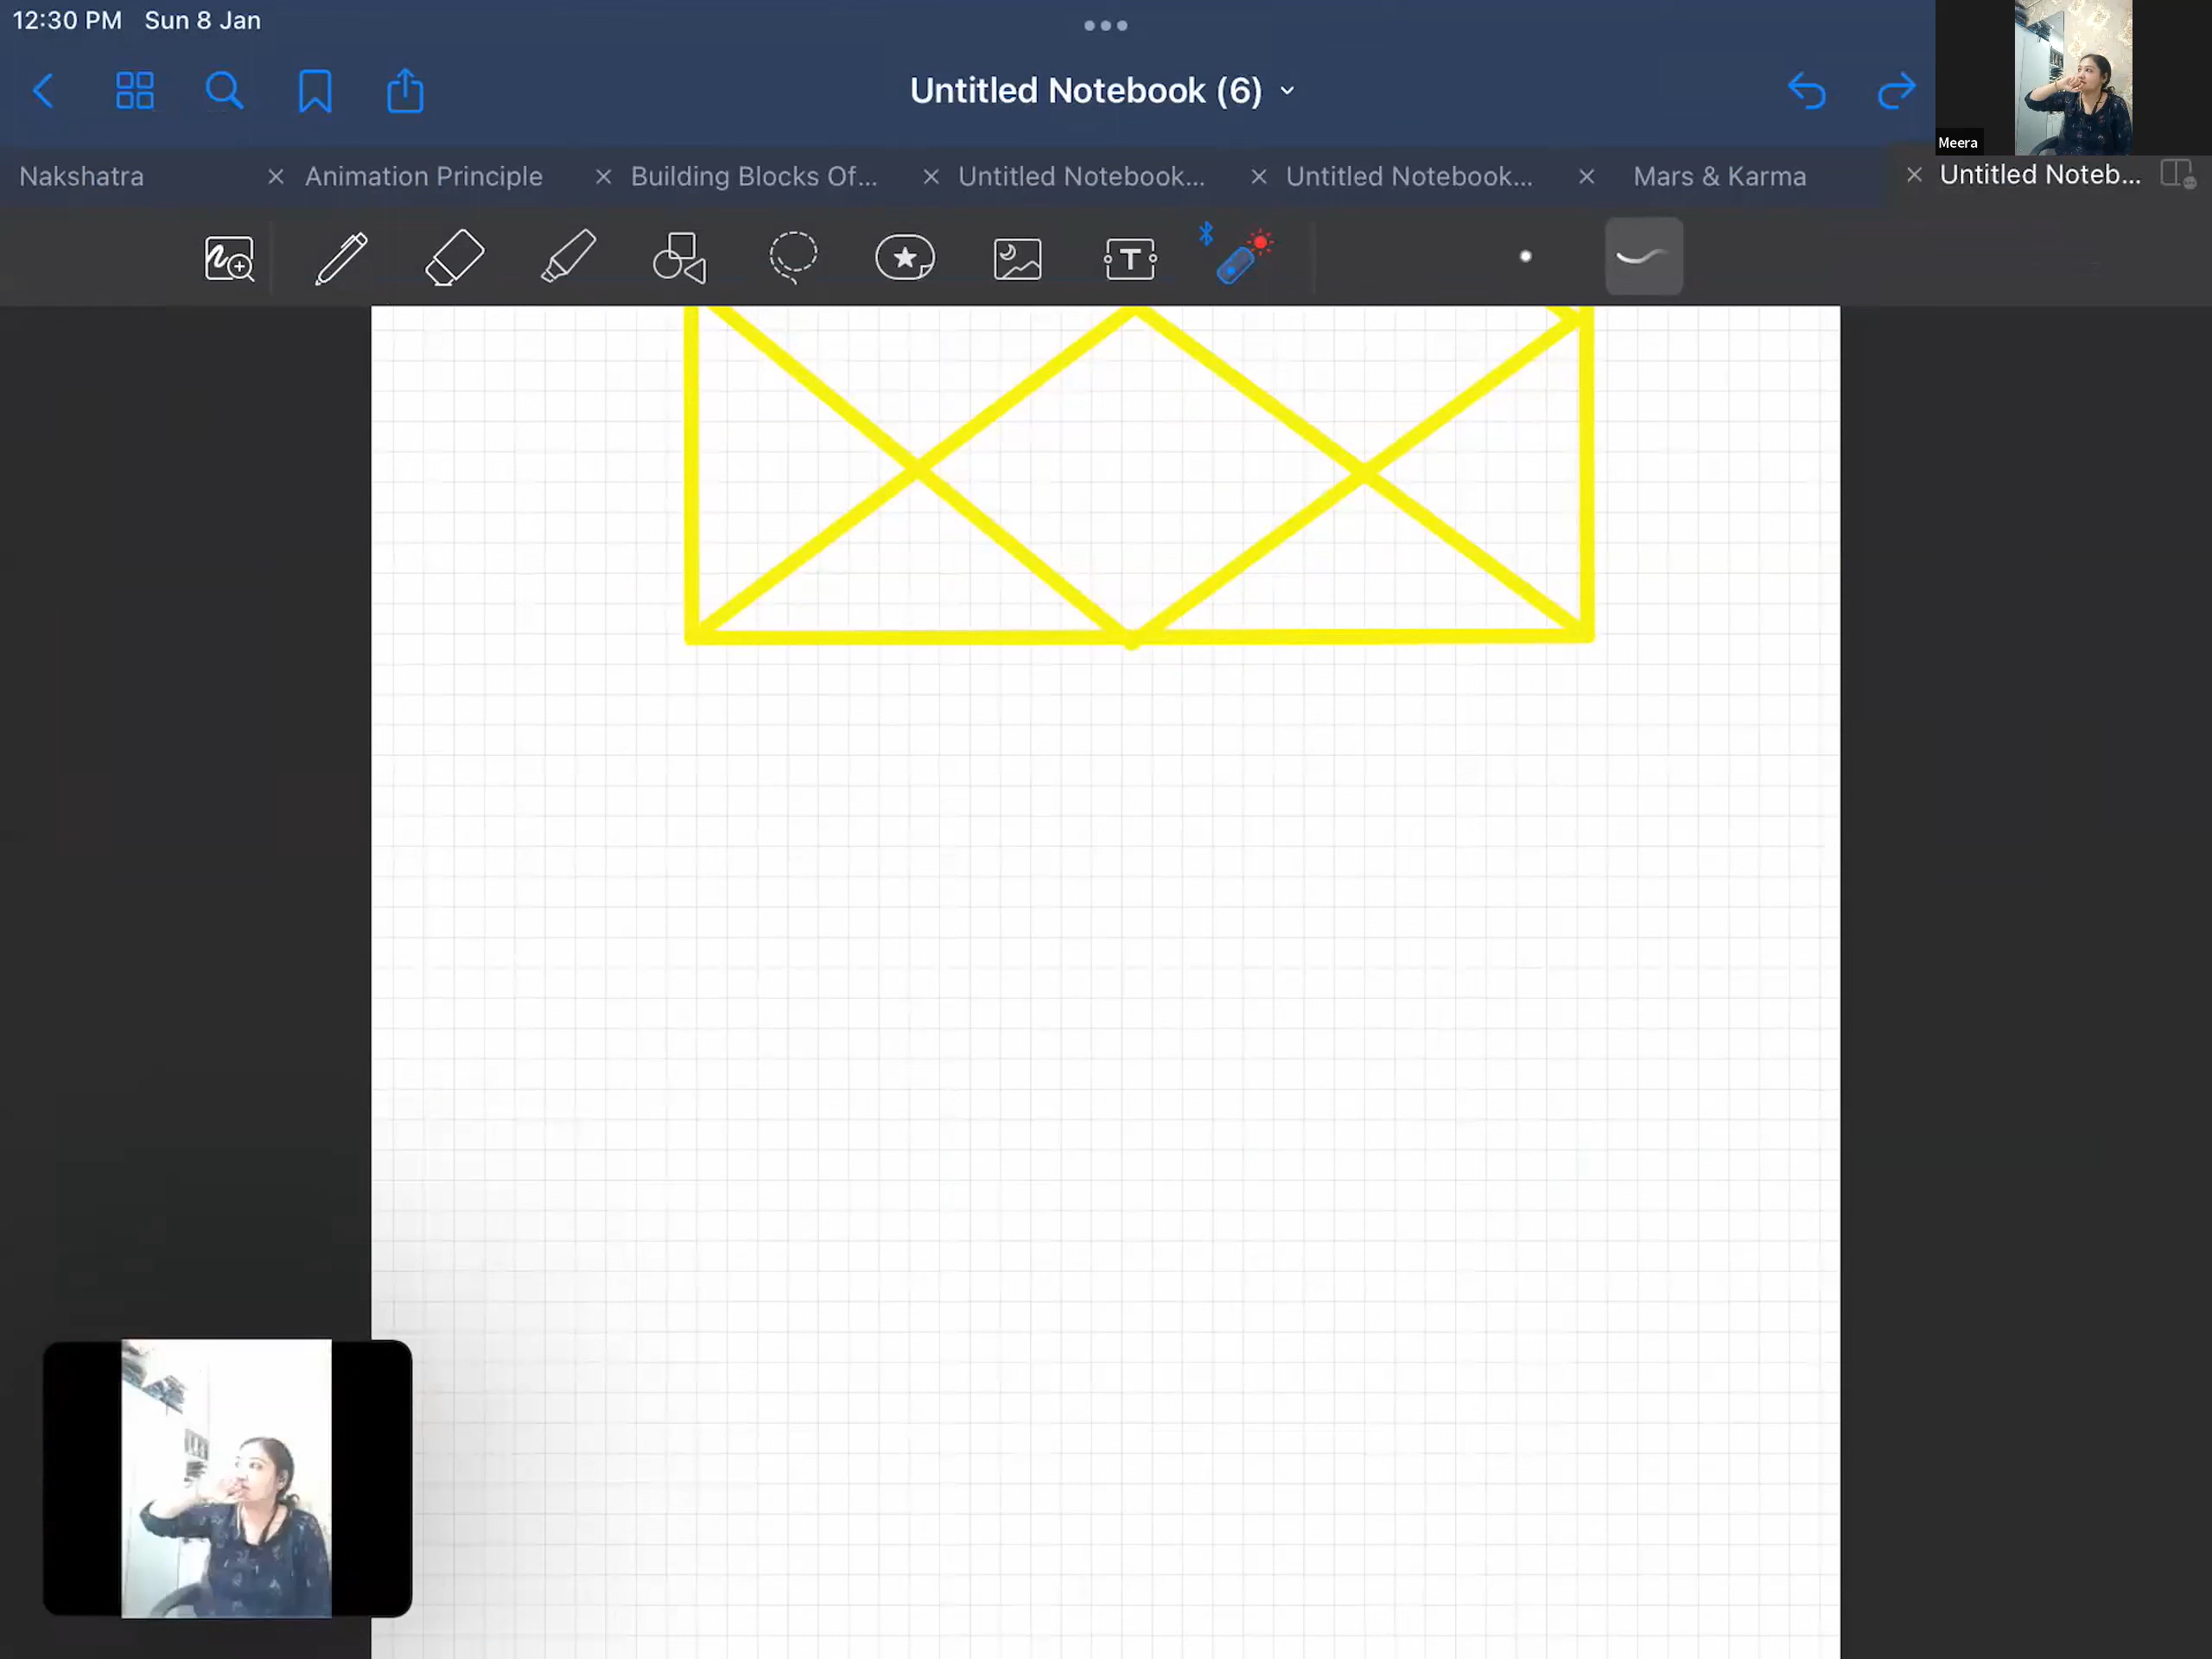 12:30 PM Sun 8 Jan
Untitled Notebook (6)
Meera
Nakshatra
Animation Principle
Building Blocks Of...
Untitled Notebook...
Untitled Notebook...
Mars & Karma
Untitled Noteb...
T